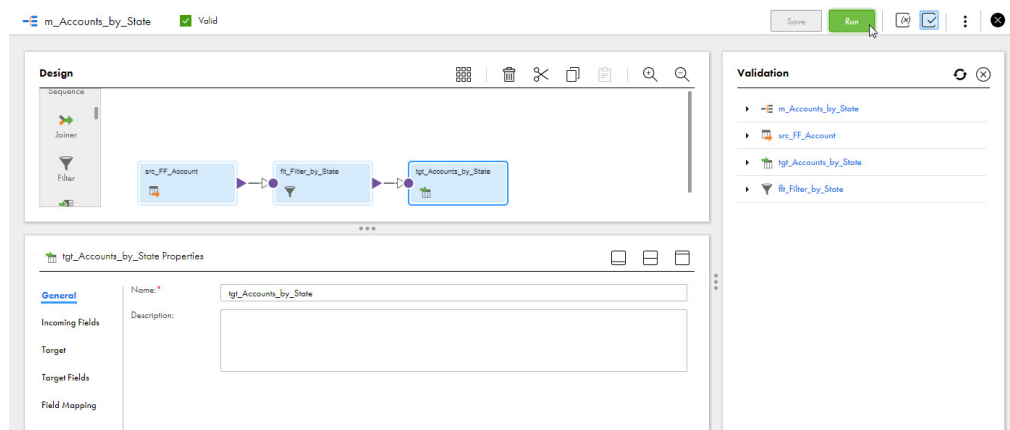 m_Accounts_by_State
Valid
Save
Run
Design
Sequence
Joiner
Filter
src_FF_Account
flt_Filter_by_State
tgt_Accounts_by_State
tgt_Accounts_by_State Properties
General
Incoming Fields
Target
Target Fields
Field Mapping
Name:*
tgt_Accounts_by_State
Description:
Validation
m_Accounts_by_State
src_FF_Account
tgt_Accounts_by_State
flt_Filter_by_State